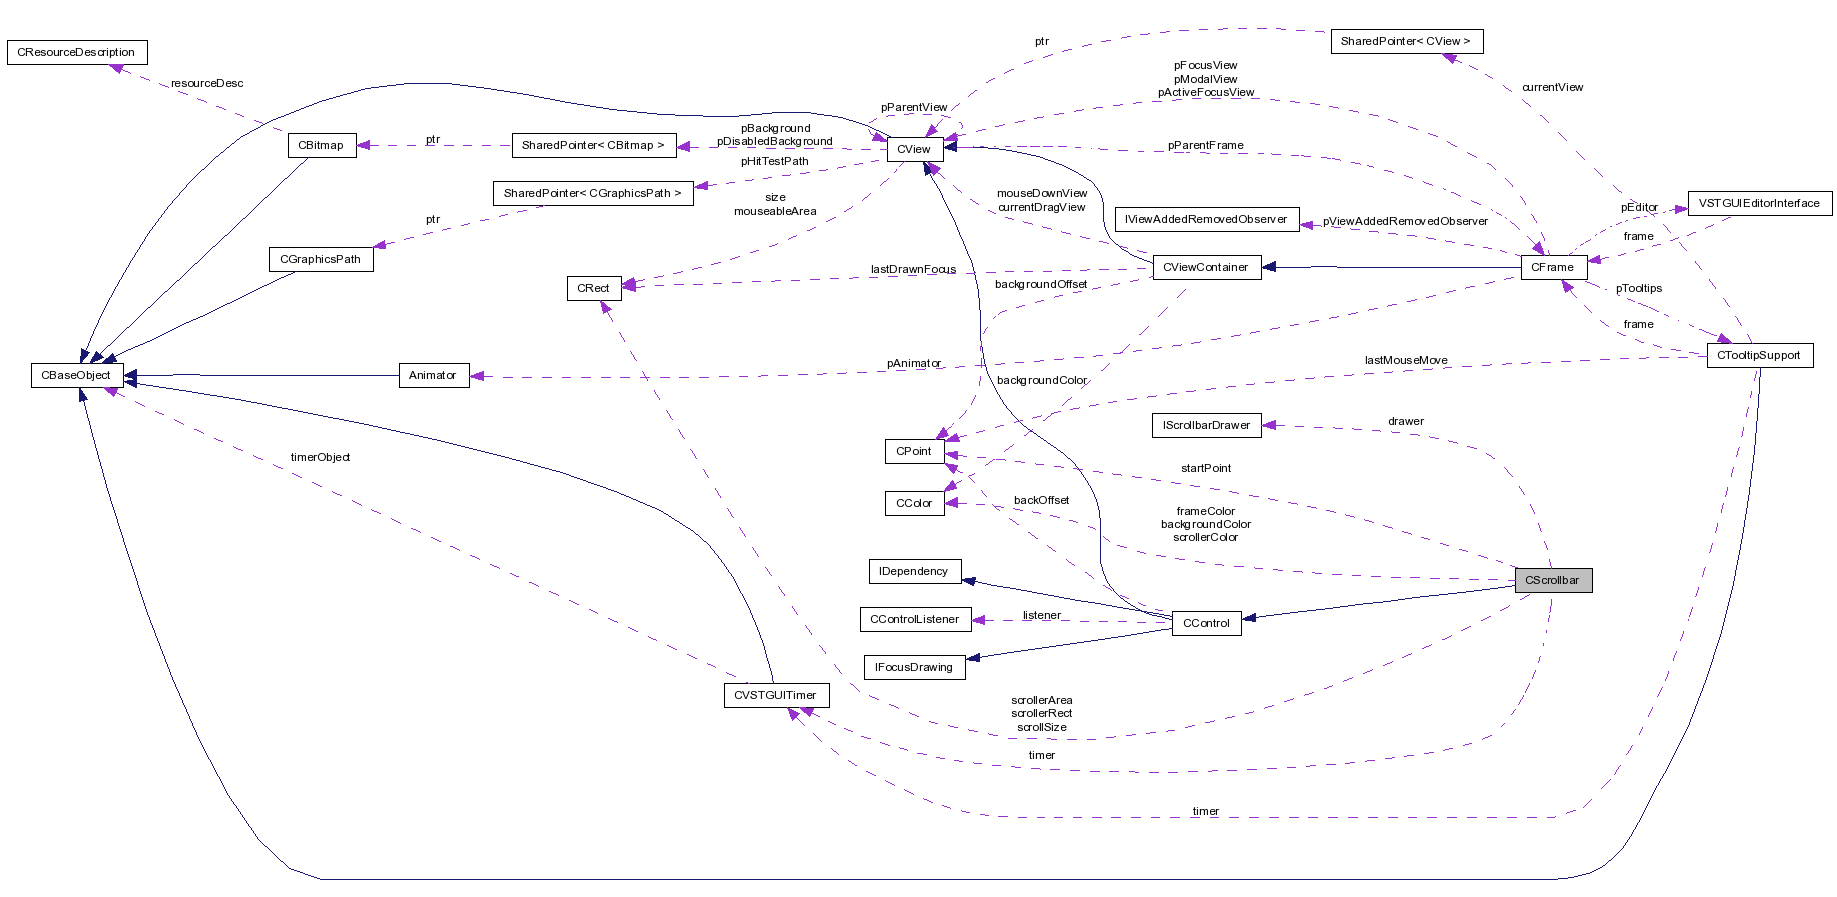 ptr
SharedPointer< CView >
CResourceDescription
pFocusView
pModalView
pActiveFocusView
resourceDesc
currentView
pParentView
pBackground
pDisabledBackground
ptr
CBitmap
SharedPointer< CBitmap >
CView
pParentFrame
pHitTestPath
SharedPointer< CGraphicsPath >
size
mouseableArea
mouseDownView
currentDragView
VSTGUIEditorInterface
pEditor
ptr
IViewAddedRemovedObserver
pViewAddedRemovedObserver
frame
CGraphicsPath
lastDrawnFocus
CViewContainer
CFrame
CRect
backgroundOffset
pTooltips
frame
CTooltipSupport
lastMouseMove
pAnimator
CBaseObject
Animator
backgroundColor
IScrollbarDrawer
drawer
CPoint
timerObject
startPoint
CColor
backOffset
frameColor
backgroundColor
scrollerColor
IDependency
CScrollbar
CControlListener
listener
CControl
IFocusDrawing
CVSTGUITimer
scrollerArea
scrollerRect
scrollSize
timer
timer